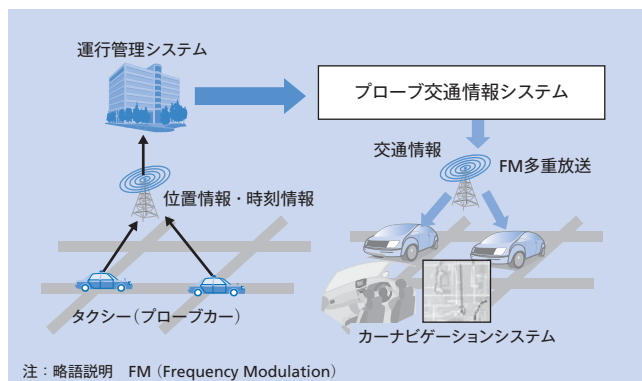 運行管理システム
プローブ交通情報システム
交通情報
FM多重放送
位置情報・時刻情報
タクシー（プローブカー）
カーナビゲーションシステム
注：略語説明　FM（Frequency Modulation）